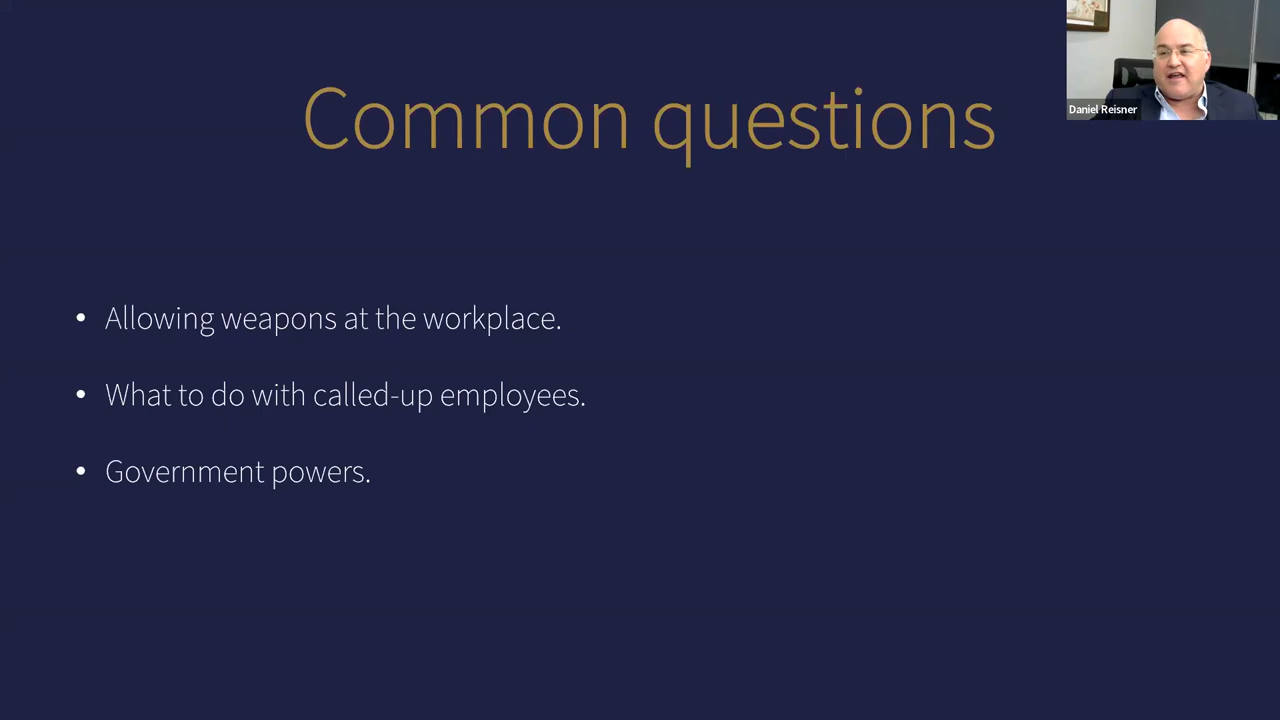 Common questions
Daniel Reisner
• Allowing weapons at the workplace.
• What to do with called-up employees.
• Government powers.